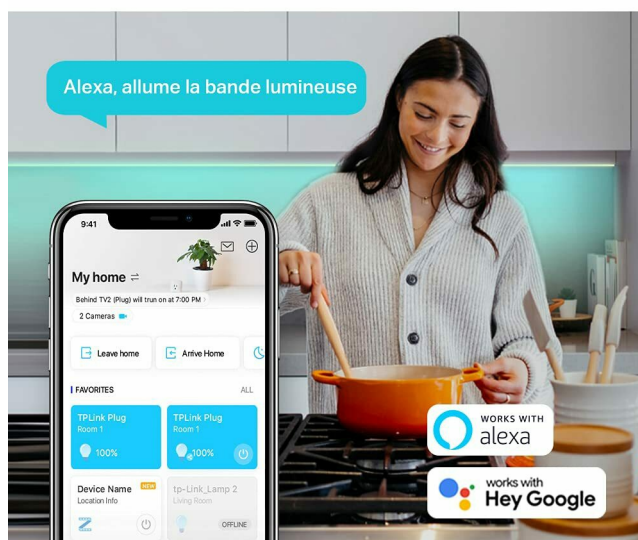 Alexa, allume la bande lumineuse
9:41
My home
Behind TV2 (Plug) will trun on at 7:00 PM
2 Cameras
Leave home
Arrive Home
FAVORITES
ALL
TPLink Plug
Room 1
100%
TPLink Plug
Room 1
100%
Device Name
NEW
Location Info
tp-Link_Lamp 2
Living Room
OFFLINE
WORKS WITH
alexa
works with
Hey Google